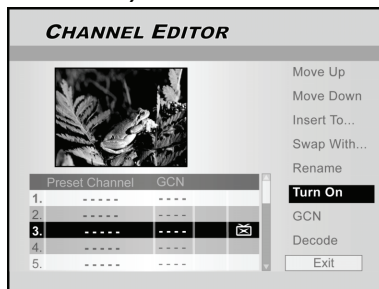 CHANNEL EDITOR
Move Up
Move Down
Insert To...
Swap With...
Rename
Turn On
GCN
Decode
Exit
Preset Channel GCN
1. ----- ----
2. ----- ----
3. ----- ----
4. ----- ----
5. ----- ----